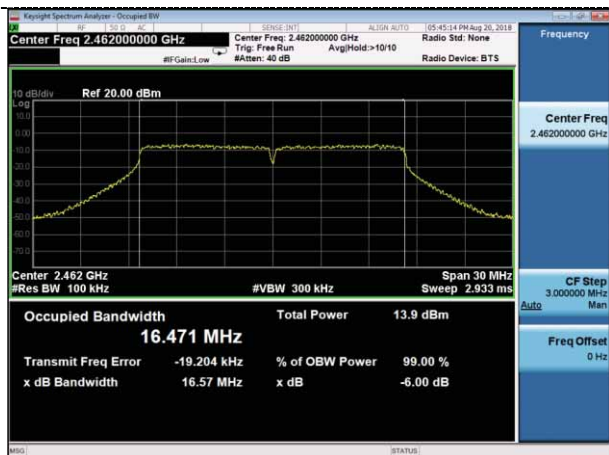 Keysight Spectrum Analyzer - Occupied BW
RF 50 Ω AC SENSE:INT ALIGN AUTO 05:45:14 PM Aug 20, 2018
Center Freq 2.462000000 GHz Center Freq: 2.462000000 GHz Radio Std: None
Trig: Free Run Avg|Hold:>10/10
#IFGain:Low #Atten: 40 dB Radio Device: BTS
Frequency
10 dB/div Ref 20.00 dBm
Log
10.0
0.00
-10.0
-20.0
-30.0
-40.0
-50.0
-60.0
-70.0
Center 2.462 GHz Span 30 MHz
#Res BW 100 kHz #VBW 300 kHz Sweep 2.933 ms
Occupied Bandwidth Total Power 13.9 dBm
16.471 MHz
Transmit Freq Error -19.204 kHz % of OBW Power 99.00 %
x dB Bandwidth 16.57 MHz x dB -6.00 dB
Center Freq
2.462000000 GHz
CF Step
3.000000 MHz
Auto Man
Freq Offset
0 Hz
MSG STATUS